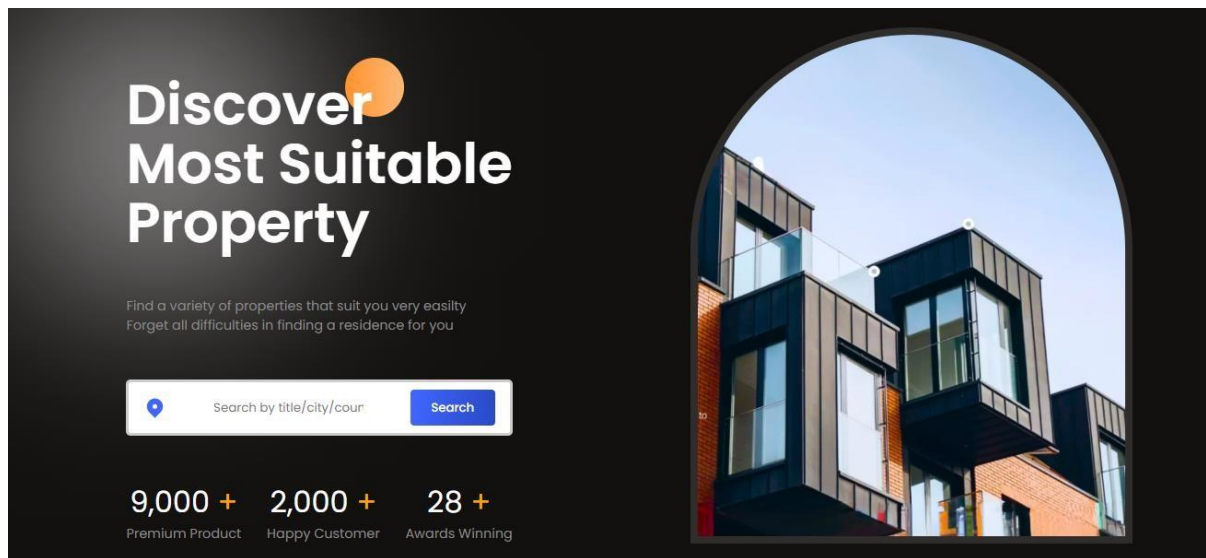 Discover
Most Suitable
Property
Find a variety of properties that suit you very easilty
Forget all difficulties in finding a residence for you
Search by title/city/coun
Search
9,000 + 2,000 + 28 +
Premium Product Happy Customer Awards Winning
to